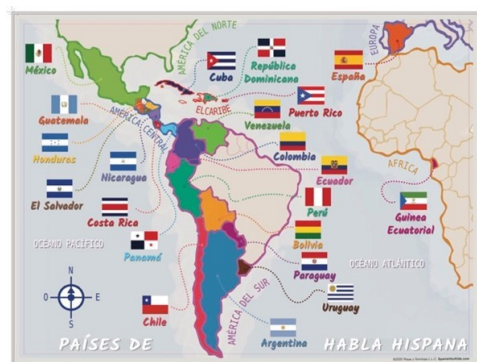 AMÉRICA DEL NORTE
EUROPA
México
Cuba
República
Dominicana
España
Guatemala
EL CARIBE
Puerto Rico
Venezuela
AMÉRICA CENTRAL
Honduras
Colombia
Nicaragua
Ecuador
AFRICA
El Salvador
Perú
Guinea
Ecuatorial
Costa Rica
OCÉANO PACÍFICO
Panamá
Bolivia
OCÉANO ATLÁNTICO
Paraguay
N
O
E
S
AMÉRICA DEL SUR
Uruguay
Chile
Argentina
PAÍSES DE
HABLA HISPANA